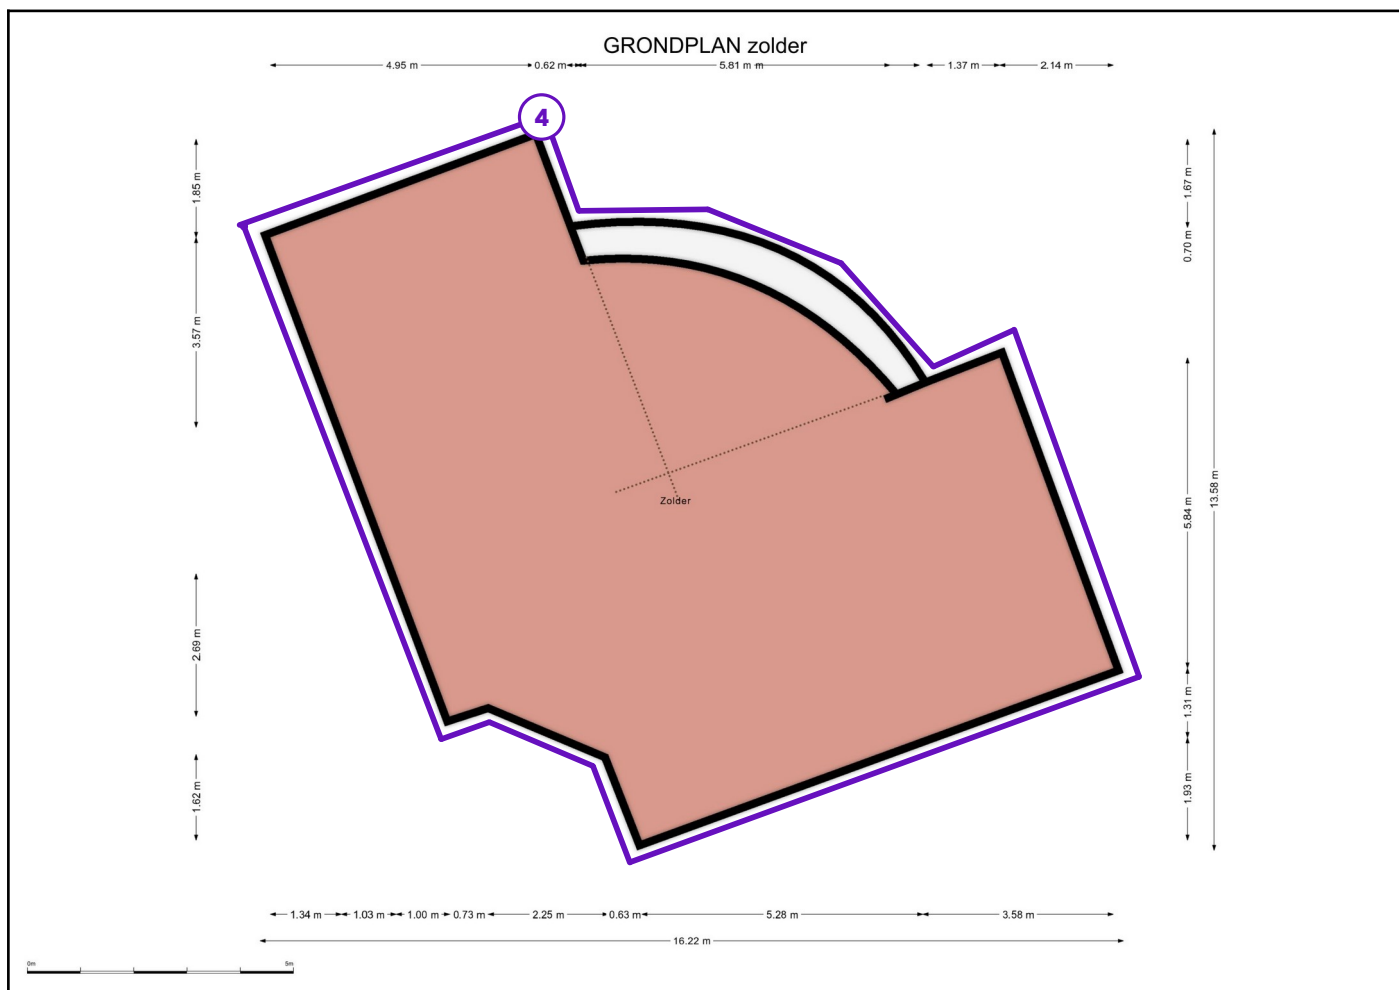 GRONDPLAN zolder
4.95 m
0.62 m
5.81 m m
1.37 m
2.14 m
4
1.85 m
3.57 m
2.69 m
1.62 m
Zolder
1.67 m
0.70 m
5.84 m
1.31 m
1.93 m
13.58 m
1.34 m
1.03 m
1.00 m
0.73 m
2.25 m
0.63 m
5.28 m
3.58 m
16.22 m
0m
5m